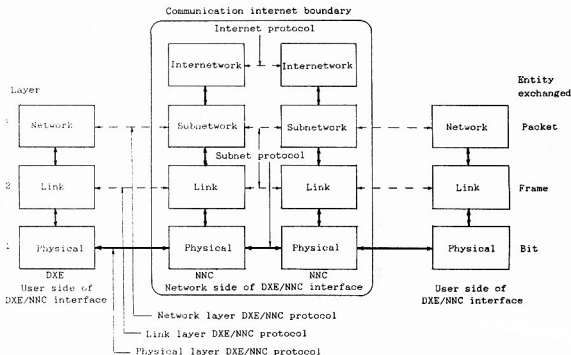 Communication internet boundary
Internet protocol
Internetwork
Internetwork
Layer
Entity
exchanged
Network
Subnetwork
Subnetwork
Network
Packet
Subnet protocol
2
Link
Link
Link
Link
Frame
1
Physical
Physical
Physical
Physical
Bit
DXE
User side of
DXE/NNC interface
NNC
NNC
Network side of DXE/NNC interface
User side of
DXE/NNC interface
Network layer DXE/NNC protocol
Link layer DXE/NNC protocol
Physical layer DXE/NNC protocol